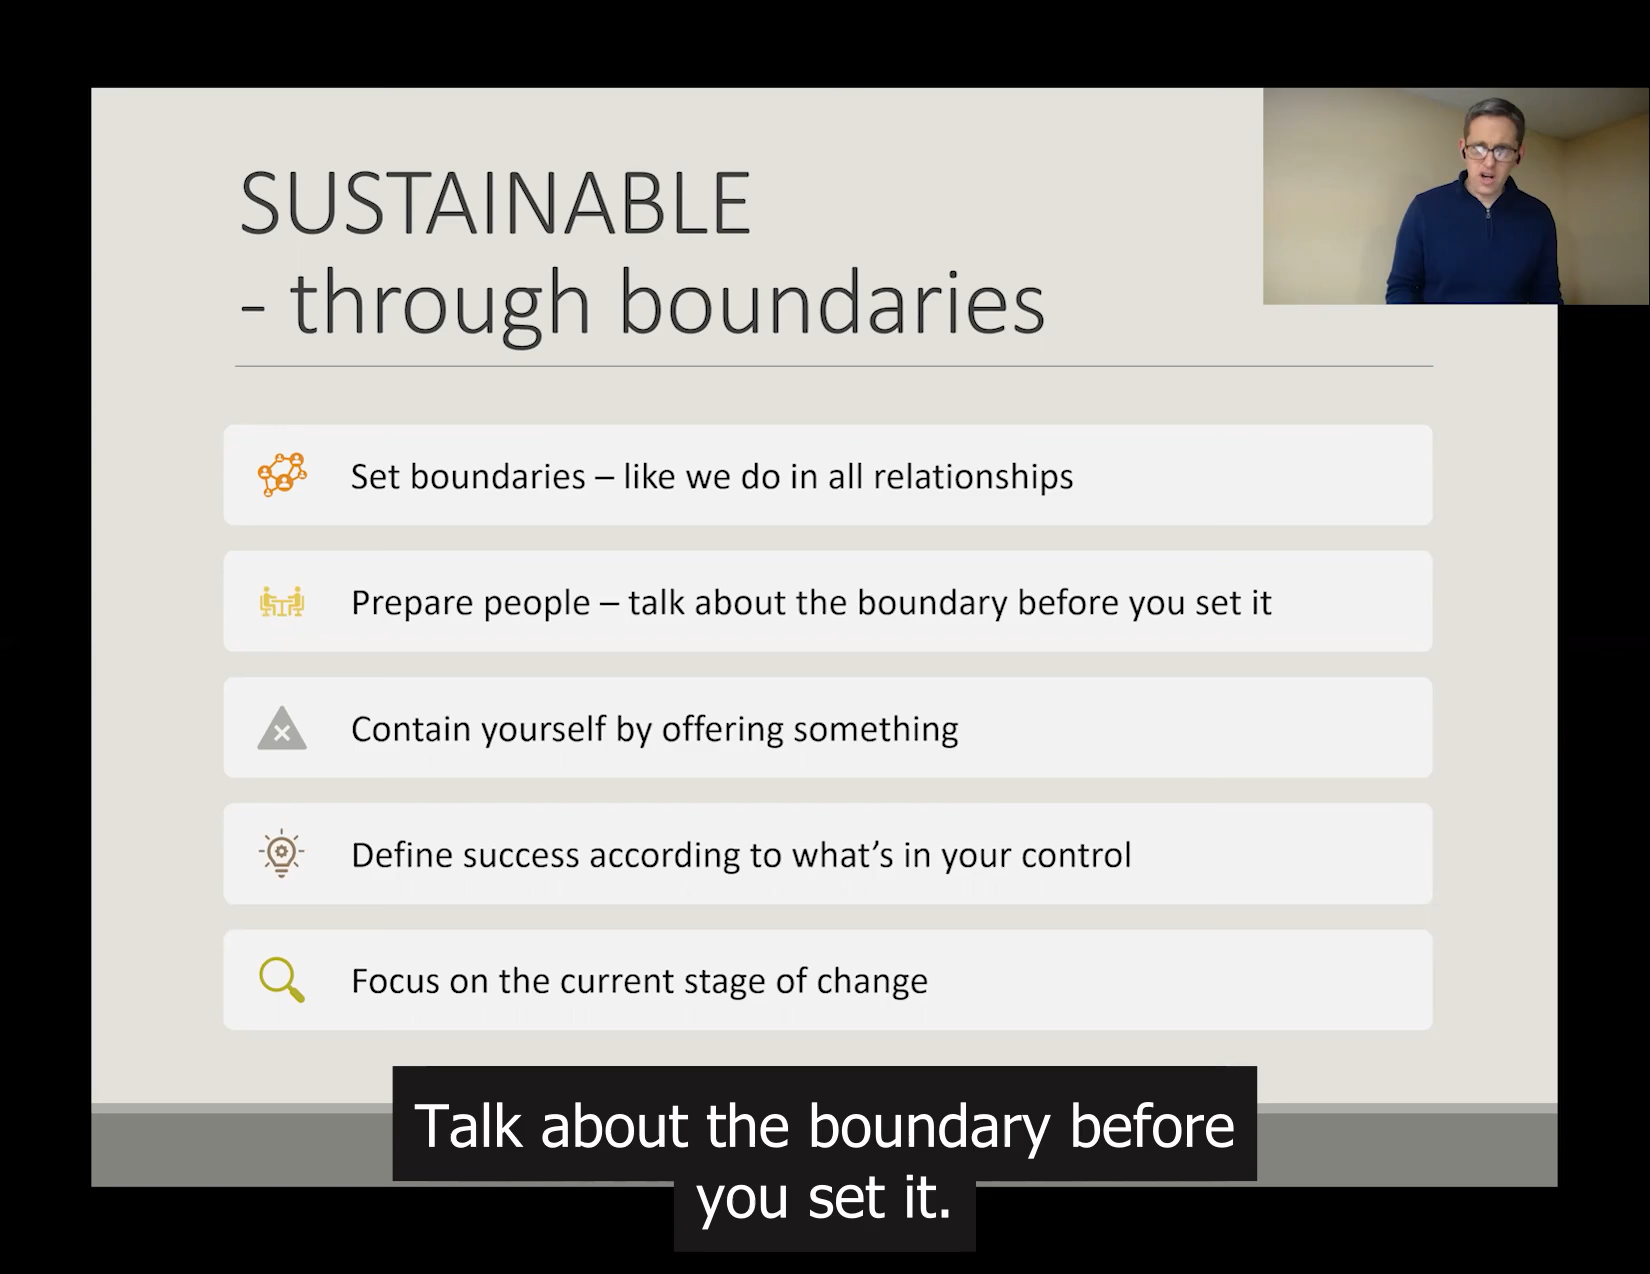 SUSTAINABLE
- through boundaries
Set boundaries – like we do in all relationships
Prepare people – talk about the boundary before you set it
Contain yourself by offering something
Define success according to what’s in your control
Focus on the current stage of change
Talk about the boundary before
you set it.